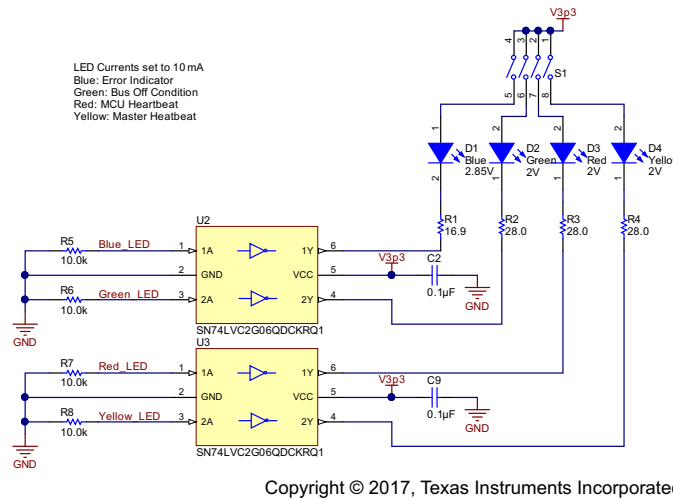 V3p3
4
3
2
1
S1
5
6
7
8
LED Currents set to 10 mA
Blue: Error Indicator
Green: Bus Off Condition
Red: MCU Heartbeat
Yellow: Master Heatbeat
1
2
2
2
D1
Blue
2.85V
D2
Green
2V
D3
Red
2V
D4
Yellow
2V
2
1
1
1
R1
16.9
R2
28.0
R3
28.0
R4
28.0
U2
R5
10.0k
Blue_LED
1
1A
1Y
6
2
GND
VCC
5
V3p3
C2
0.1µF
GND
R6
10.0k
Green_LED
3
2A
2Y
4
SN74LVC2G06QDCKRQ1
GND
U3
R7
10.0k
Red_LED
1
1A
1Y
6
2
GND
VCC
5
V3p3
C9
0.1µF
GND
R8
10.0k
Yellow_LED
3
2A
2Y
4
SN74LVC2G06QDCKRQ1
GND
Copyright © 2017, Texas Instruments Incorporated